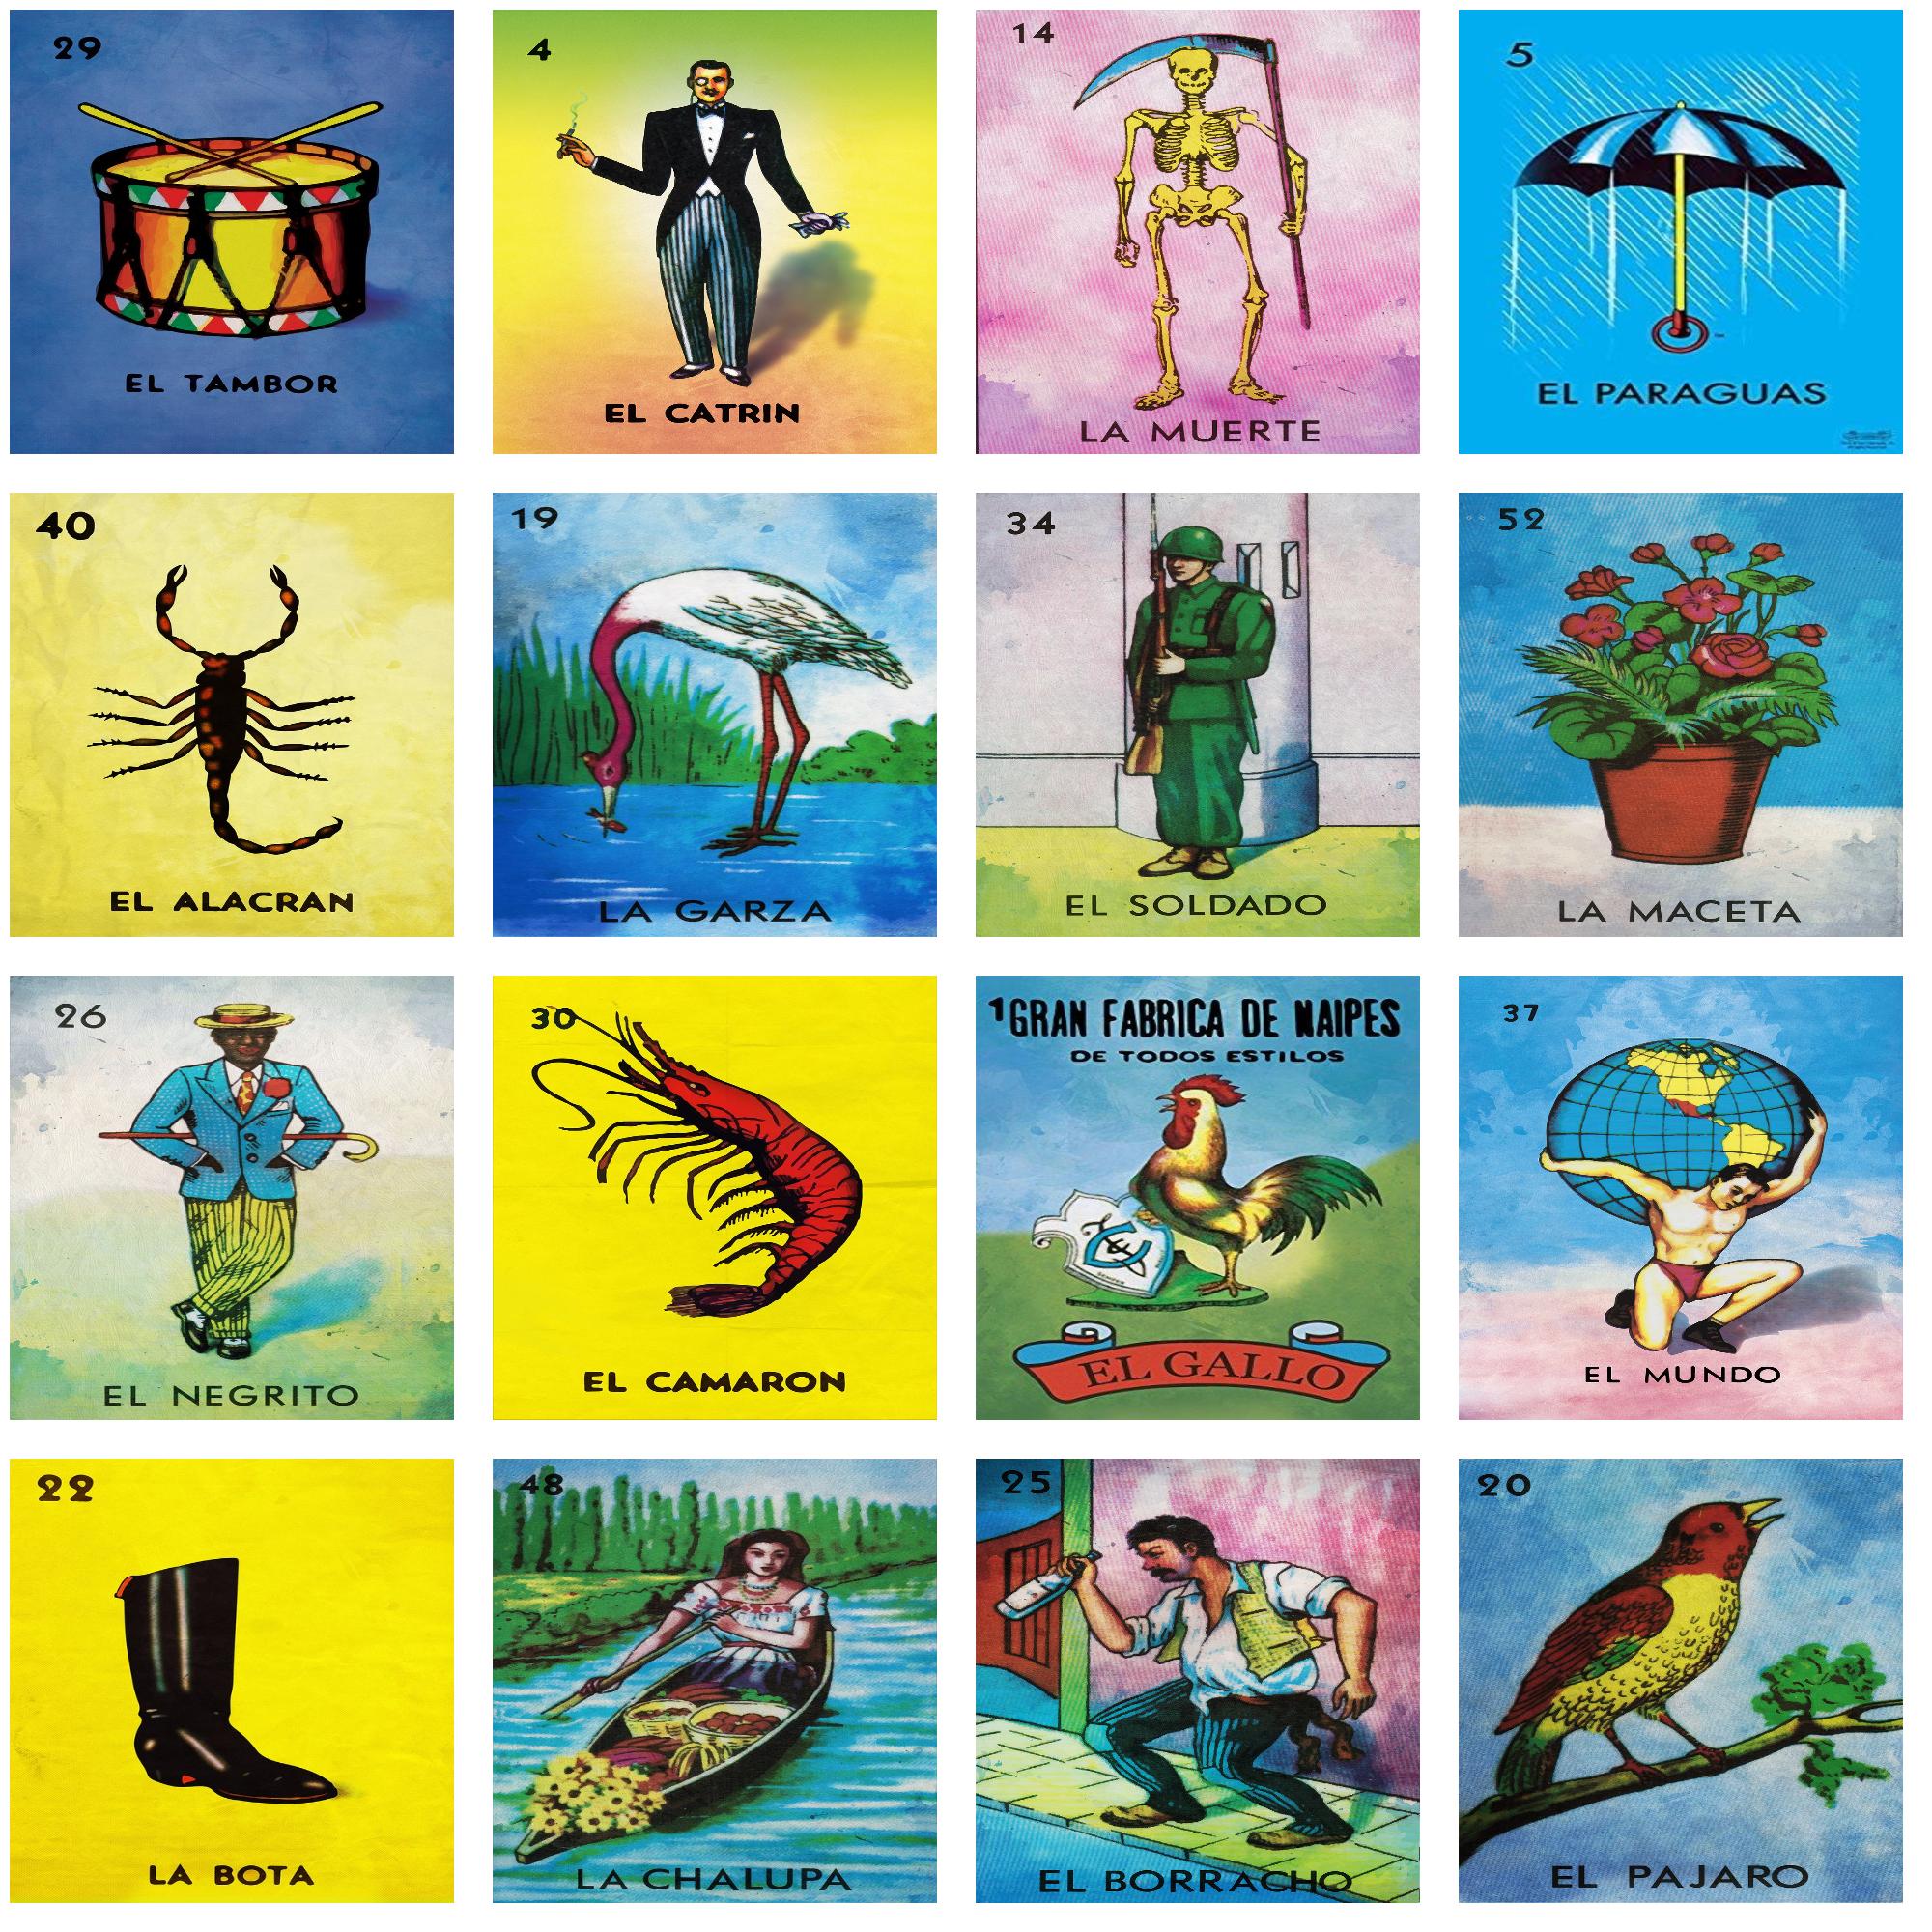 29
EL TAMBOR
4
EL CATRIN
14
LA MUERTE
5
EL PARAGUAS
40
EL ALACRAN
19
LA GARZA
34
EL SOLDADO
52
LA MACETA
26
EL NEGRITO
30
EL CAMARON
1 GRAN FABRICA DE NAIPES
DE TODOS ESTILOS
EL GALLO
37
EL MUNDO
22
LA BOTA
48
LA CHALUPA
25
EL BORRACHO
20
EL PAJARO